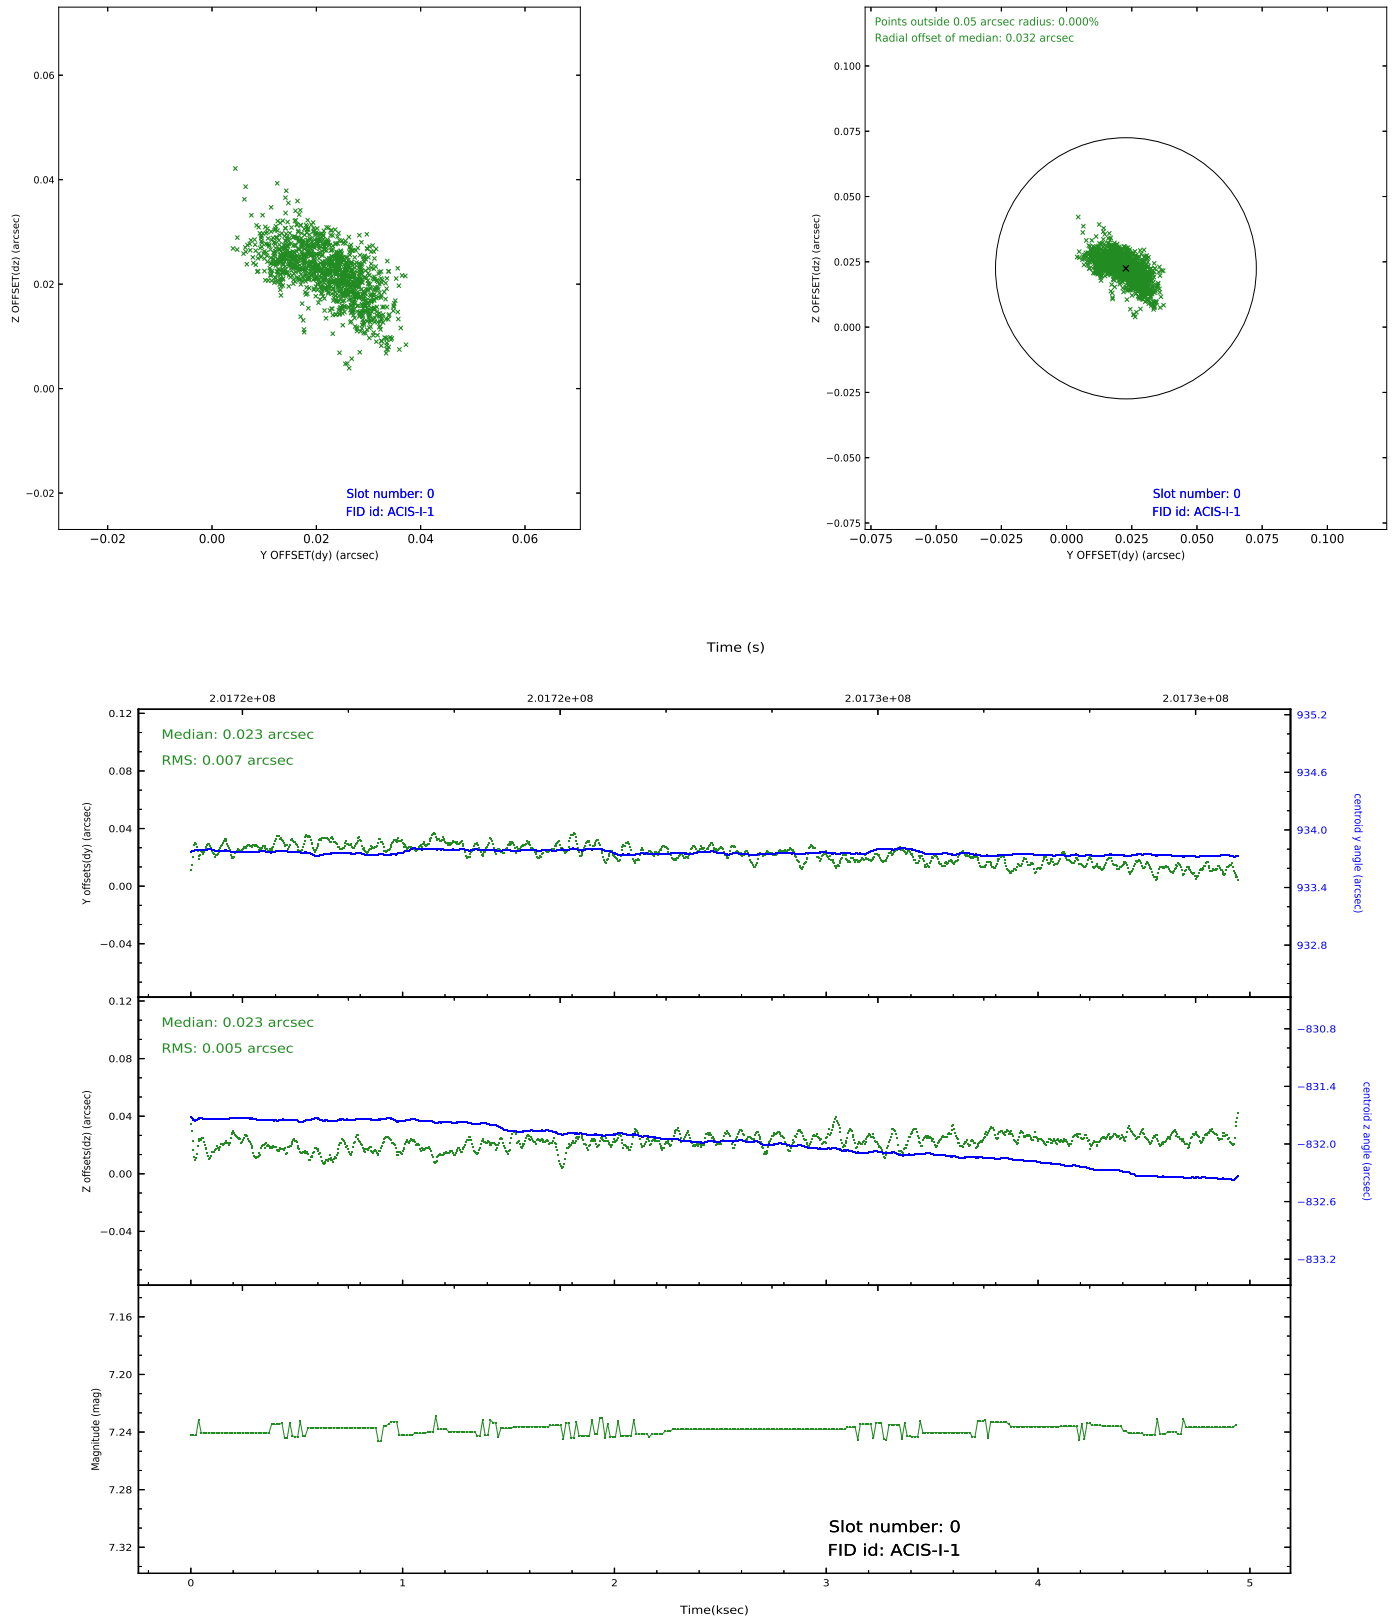 0.06
0.04
0.02
0.00
−0.02
Z OFFSET(dz) (arcsec)
Slot number: 0
FID id: ACIS-I-1
−0.02 0.00 0.02 0.04 0.06
Y OFFSET(dy) (arcsec)
Points outside 0.05 arcsec radius: 0.000%
Radial offset of median: 0.032 arcsec
0.100
0.075
0.050
0.025
0.000
−0.025
−0.050
−0.075
Z OFFSET(dz) (arcsec)
Slot number: 0
FID id: ACIS-I-1
−0.075 −0.050 −0.025 0.000 0.025 0.050 0.075 0.100
Y OFFSET(dy) (arcsec)
Time (s)
2.0172e+08 2.0172e+08 2.0173e+08 2.0173e+08
Median: 0.023 arcsec
RMS: 0.007 arcsec
0.12
0.08
0.04
0.00
−0.04
Y offsets(dy) (arcsec)
935.2
934.6
934.0
933.4
932.8
centroid y angle (arcsec)
Median: 0.023 arcsec
RMS: 0.005 arcsec
0.12
0.08
0.04
0.00
−0.04
Z offsets(dz) (arcsec)
−830.8
−831.4
−832.0
−832.6
−833.2
centroid z angle (arcsec)
7.16
7.20
7.24
7.28
7.32
Magnitude (mag)
Slot number: 0
FID id: ACIS-I-1
0 1 2 3 4 5
Time(ksec)